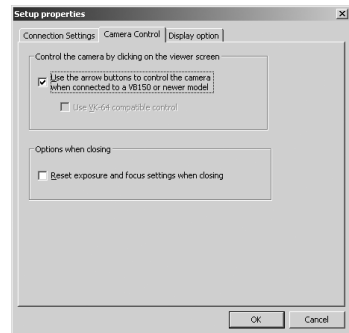 Setup properties
Connection Settings
Camera Control
Display option
Control the camera by clicking on the viewer screen
Use the arrow buttons to control the camera
when connected to a VB150 or newer model
Use VK-64 compatible control
Options when closing
Reset exposure and focus settings when closing
OK
Cancel